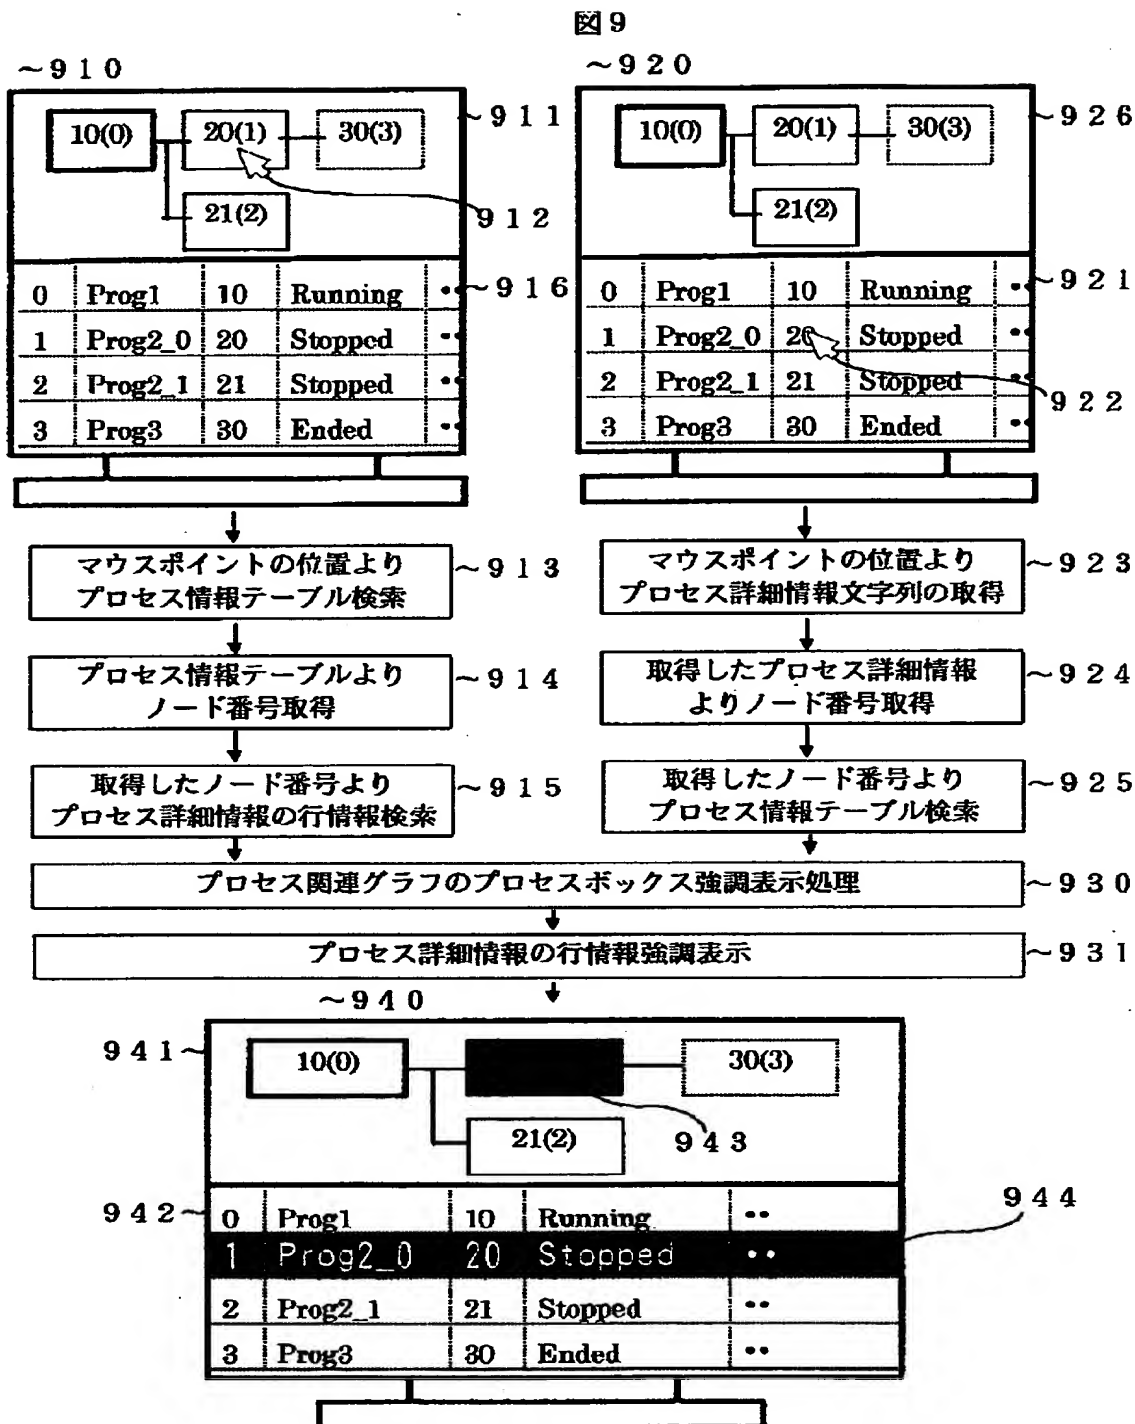 図9
～910
～920
10(0)
20(1)
30(3)
911
912
21(2)
0 Prog1 10 Running ‥
916
1 Prog2_0 20 Stopped ‥
2 Prog2_1 21 Stopped ‥
3 Prog3 30 Ended ‥
10(0)
20(1)
30(3)
～926
21(2)
0 Prog1 10 Running ‥
～921
1 Prog2_0 20 Stopped ‥
2 Prog2_1 21 Stopped ‥
922
3 Prog3 30 Ended ‥
マウスポイントの位置より
プロセス情報テーブル検索
～913
プロセス情報テーブルより
ノード番号取得
～914
取得したノード番号より
プロセス詳細情報の行情報検索
～915
マウスポイントの位置より
プロセス詳細情報文字列の取得
～923
取得したプロセス詳細情報
よりノード番号取得
～924
取得したノード番号より
プロセス情報テーブル検索
～925
プロセス関連グラフのプロセスボックス強調表示処理
～930
プロセス詳細情報の行情報強調表示
～931
～940
941～
10(0)
30(3)
21(2)
943
942～
0 Prog1 10 Running ‥
944
1 Prog2_0 20 Stopped ‥
2 Prog2_1 21 Stopped ‥
3 Prog3 30 Ended ‥